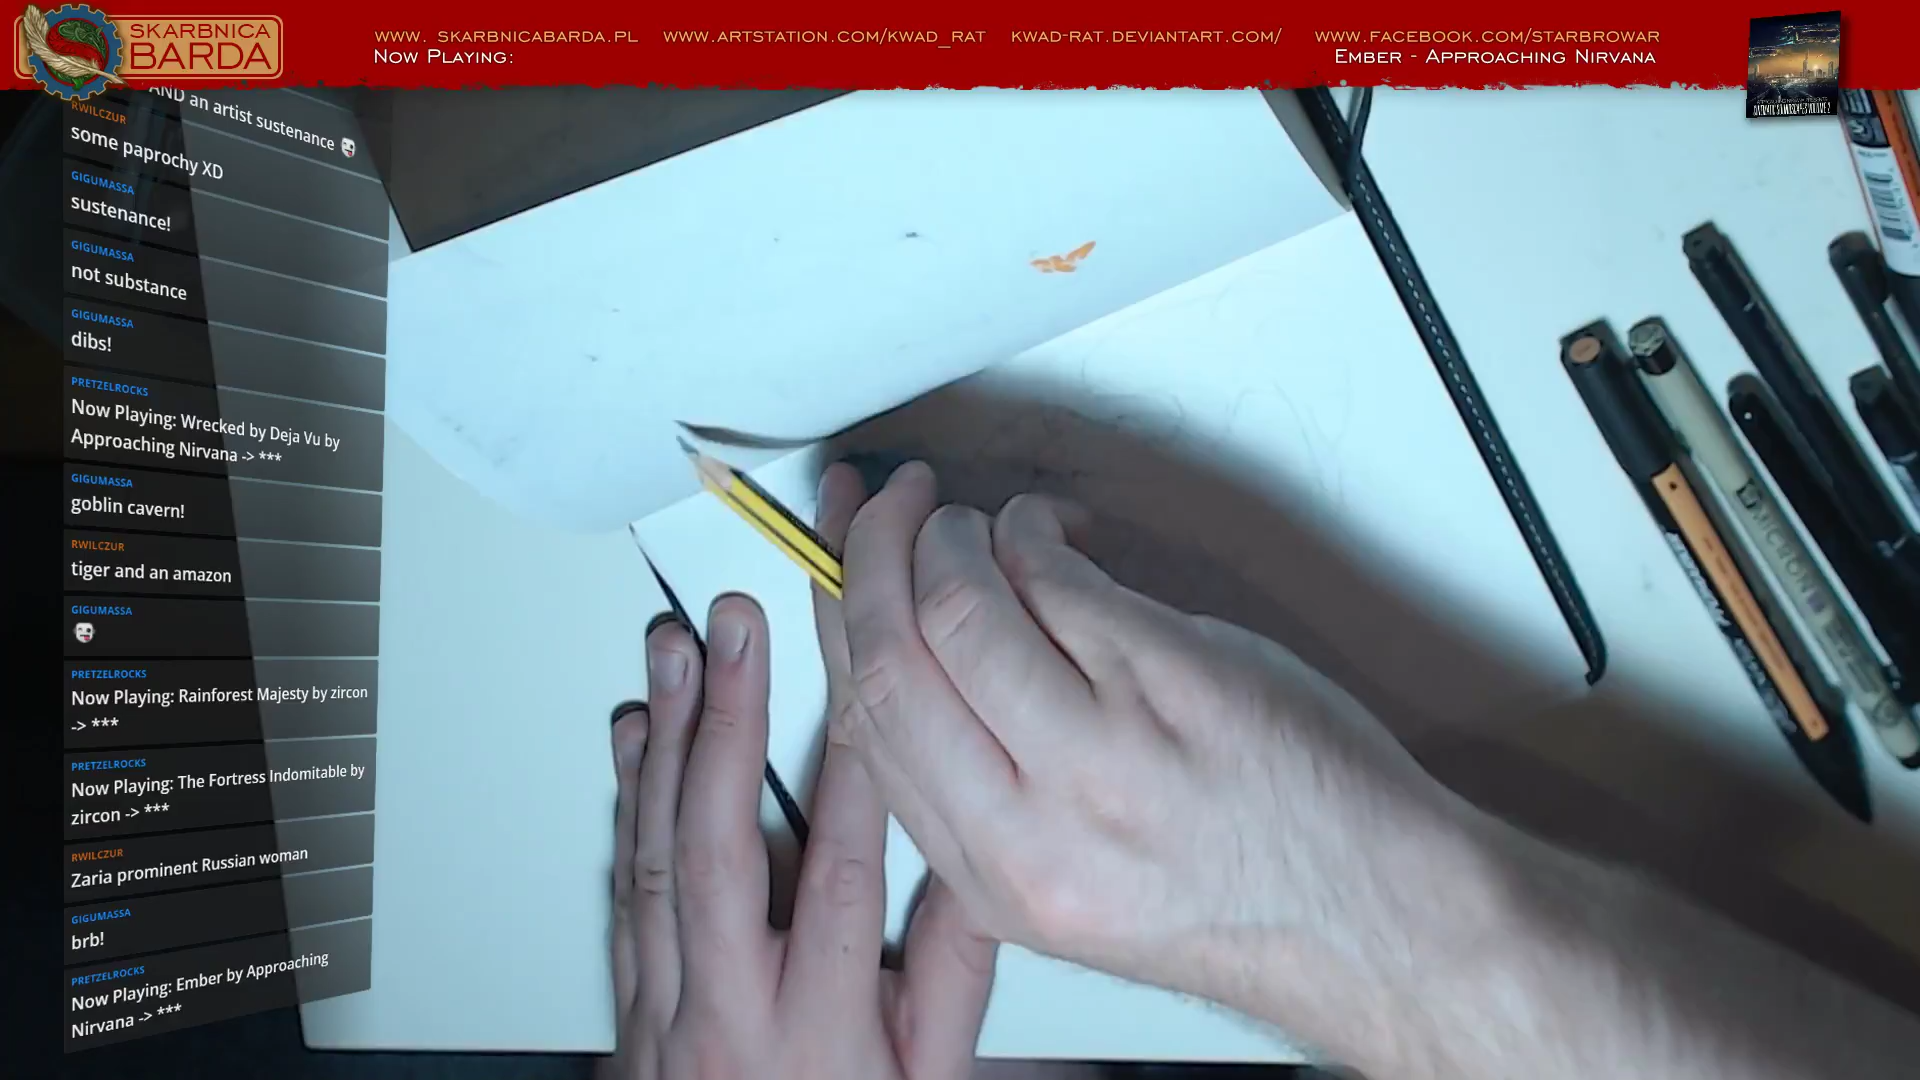 SKARBNICA
BARDA
WWW. SKARBNICABARDA.PL WWW.ARTSTATION.COM/KWAD_RAT KWAD-RAT.DEVIANTART.COM/ WWW.FACEBOOK.COM/STARBROWAR
NOW PLAYING: EMBER - APPROACHING NIRVANA
AND an artist sustenance
RWILCZUR
some paprochy XD
GIGUMASSA
sustenance!
GIGUMASSA
not substance
GIGUMASSA
dibs!
PRETZELROCKS
Now Playing: Wrecked by Deja Vu by
Approaching Nirvana -> ***
GIGUMASSA
goblin cavern!
RWILCZUR
tiger and an amazon
GIGUMASSA
PRETZELROCKS
Now Playing: Rainforest Majesty by zircon
-> ***
PRETZELROCKS
Now Playing: The Fortress Indomitable by
zircon -> ***
RWILCZUR
Zaria prominent Russian woman
GIGUMASSA
brb!
PRETZELROCKS
Now Playing: Ember by Approaching
Nirvana -> ***
MICRON